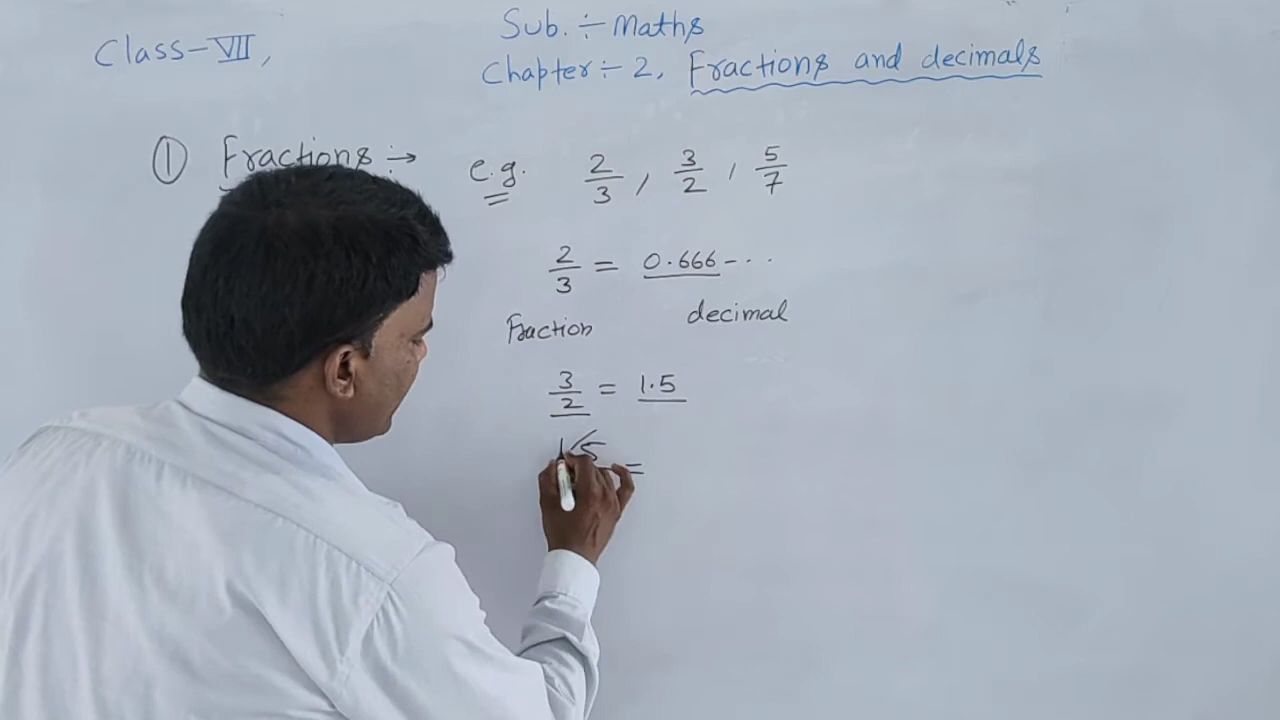 Class-VII,
Sub. ÷ Maths
Chapter ÷ 2, Fractions and decimals
① Fractions :→ e.g. 2/3, 3/2, 5/7
2/3 = 0.666-...
Fraction decimal
3/2 = 1.5
=